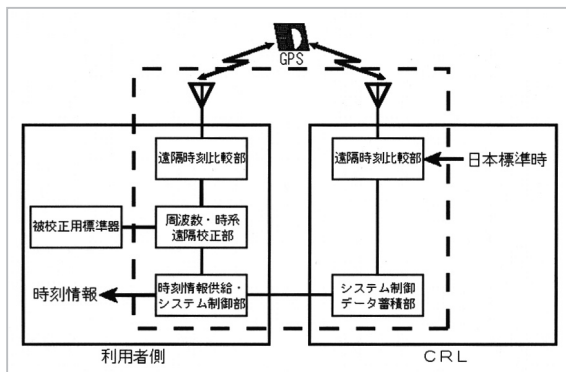 GPS
遠隔時刻比較部
遠隔時刻比較部
日本標準時
被校正用標準器
周波数・時系
遠隔校正部
時刻情報
時刻情報供給・
システム制御部
システム制御
データ蓄積部
利用者側
CRL